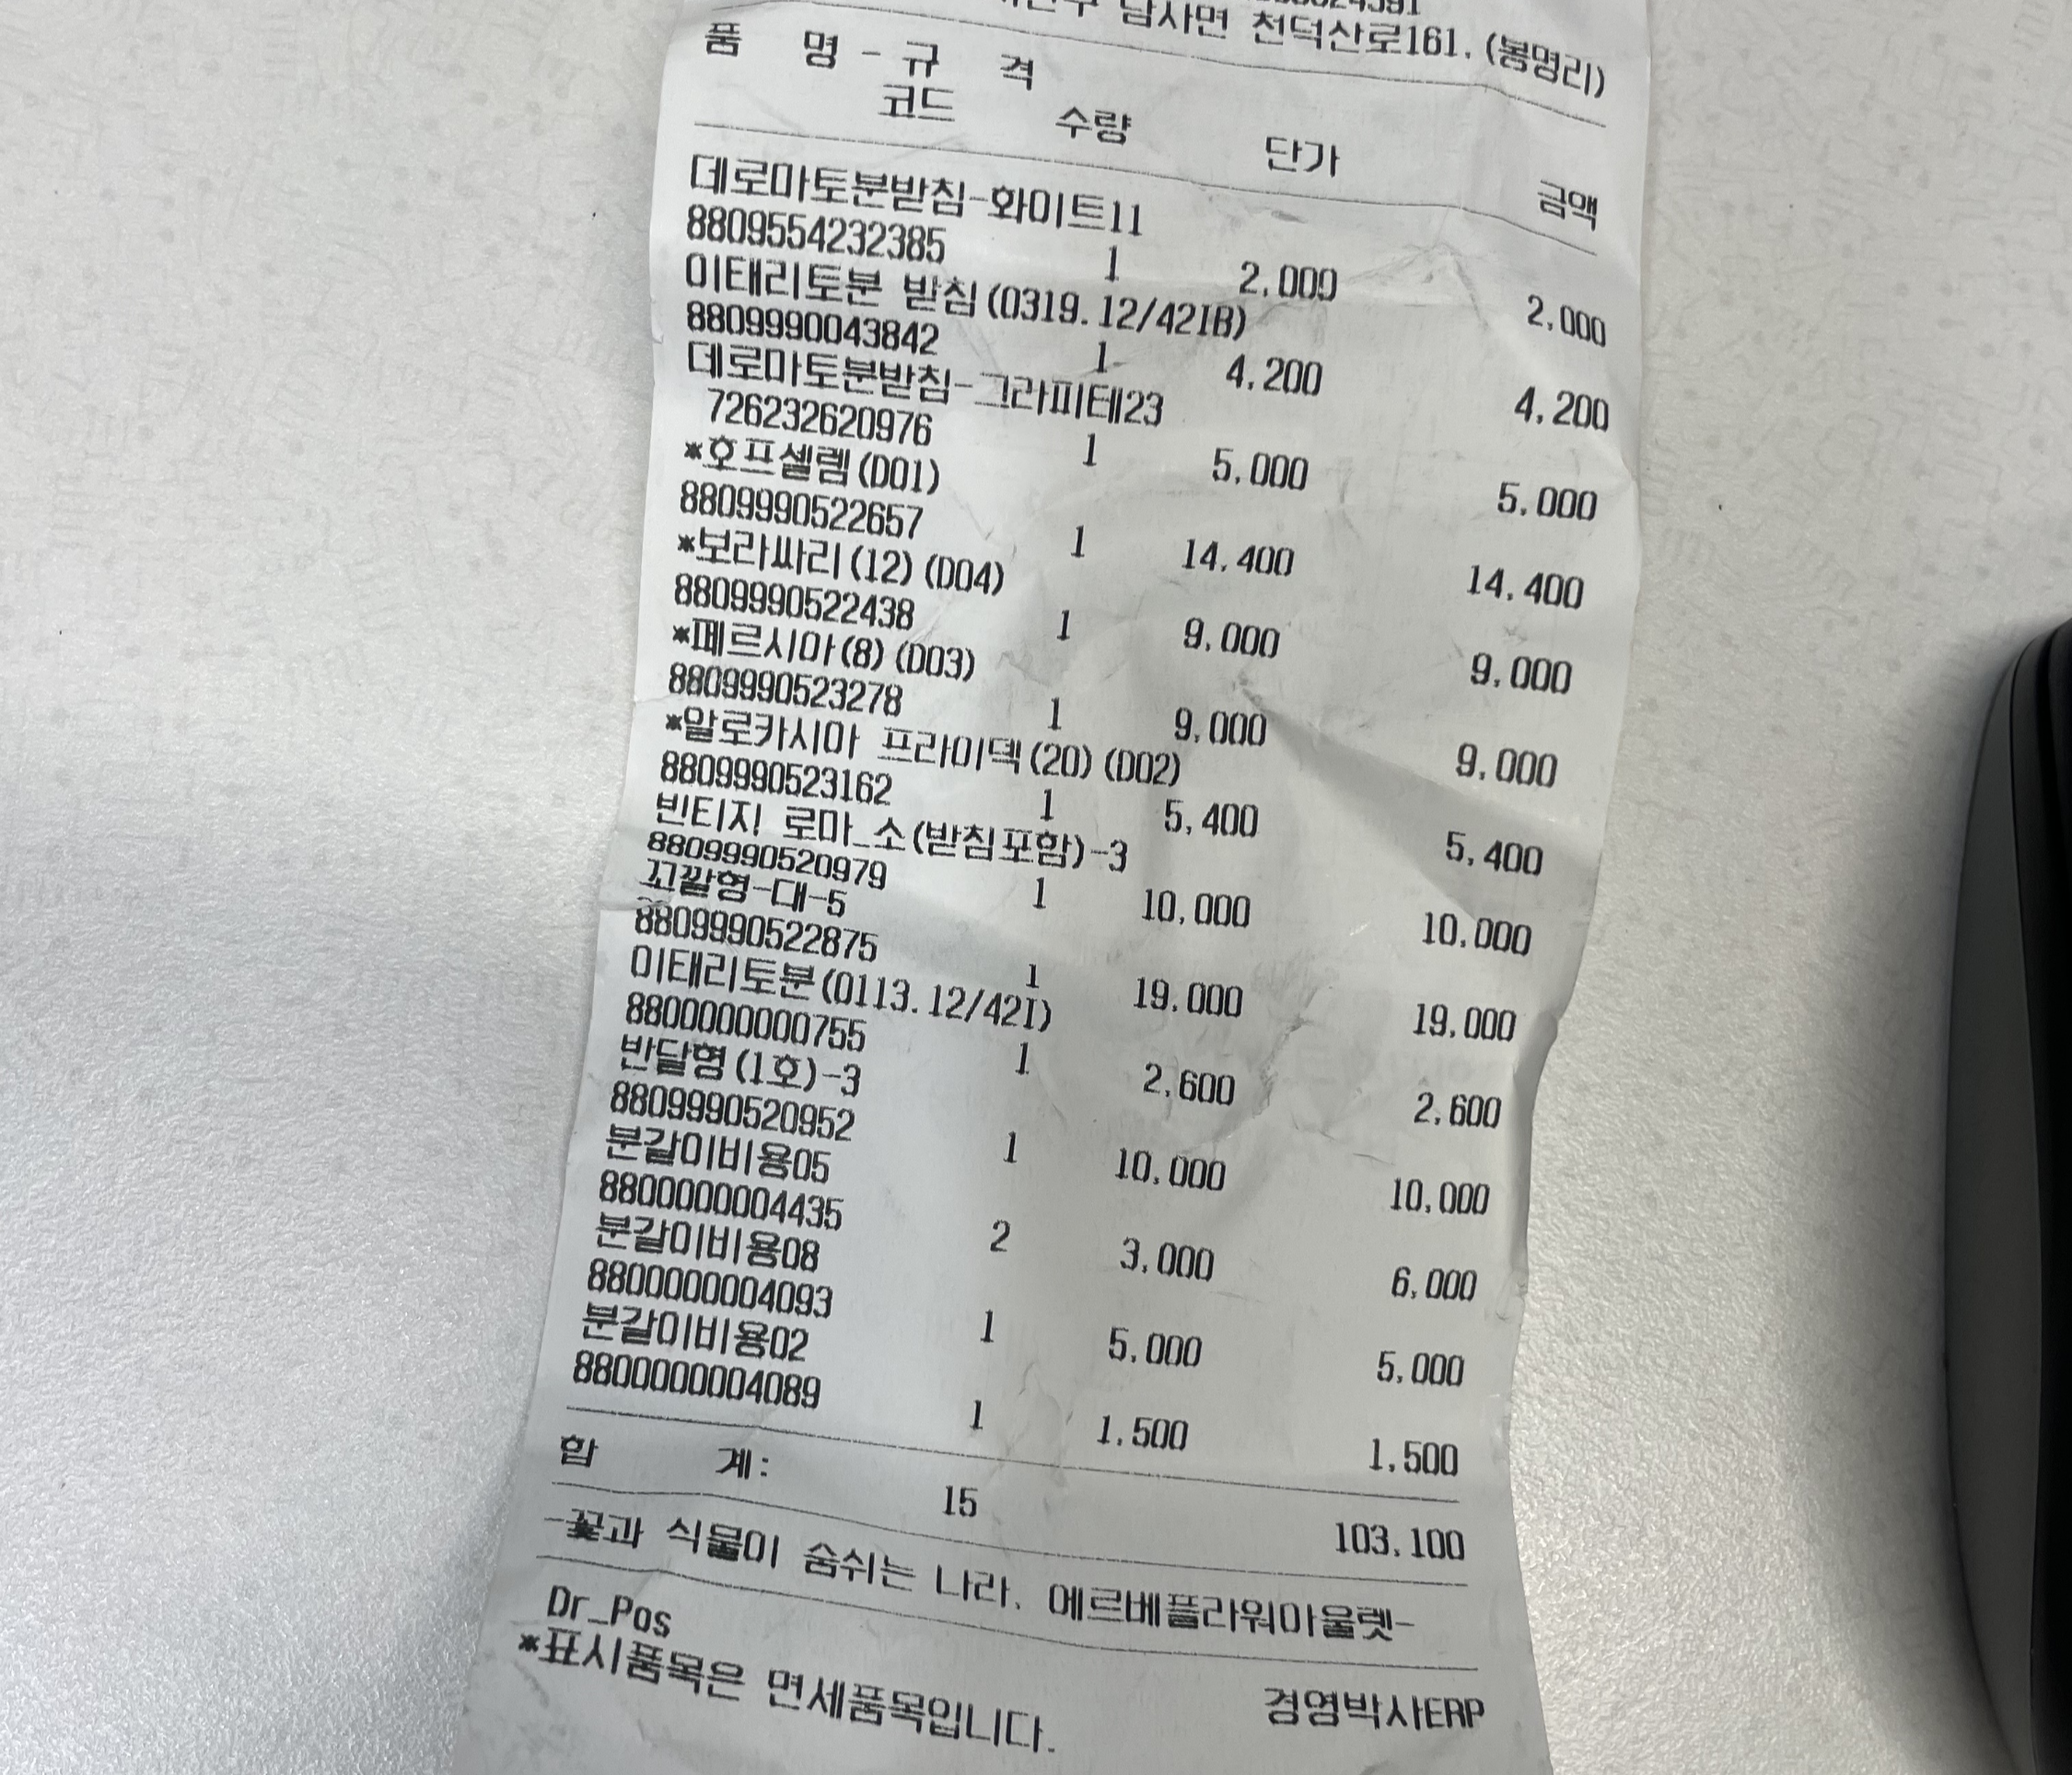 남사면 천덕산로161. (봉명리)
품 명 - 규 격
코드 수량 단가 금액
데로마토분받침-화이트11
8809554232385 1 2,000 2,000
이태리토분 받침(0319.12/42IB)
8809990043842 1 4,200 4,200
데로마토분받침-그라피테23
726232620976 1 5,000 5,000
*호프셀렘(D01)
8809990522657 1 14,400 14,400
*보라싸리(12)(D04)
8809990522438 1 9,000 9,000
*페르시아(8)(D03)
8809990523278 1 9,000 9,000
*알로카시아 프라이덱(20)(D02)
8809990523162 1 5,400 5,400
빈티지! 로마_소(받침포함)-3
8809990520979 1 10,000 10,000
꼬깔형-대-5
8809990522875 1 19,000 19,000
이태리토분(0113.12/42I)
8800000000755 1 2,600 2,600
반달형(1호)-3
8809990520952 1 10,000 10,000
분갈이비용05
8800000004435 2 3,000 6,000
분갈이비용08
8800000004093 1 5,000 5,000
분갈이비용02
8800000004089 1 1,500 1,500
합 계: 15 103,100
-꽃과 식물이 숨쉬는 나라. 에르베플라워아울렛-
Dr_Pos 경영박사ERP
*표시품목은 면세품목입니다.